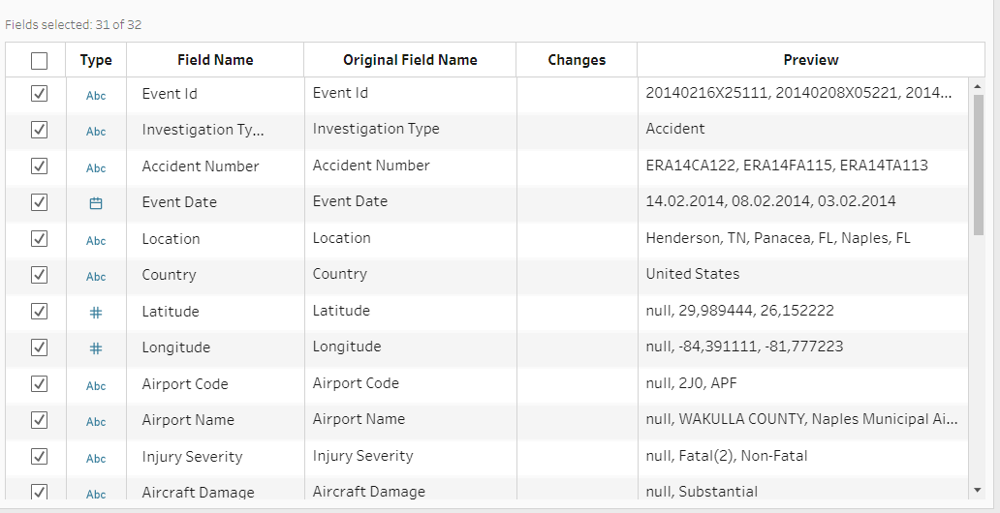 Fields selected: 31 of 32
Type Field Name Original Field Name Changes Preview
Abc Event Id Event Id 20140216X25111, 20140208X05221, 2014...
Abc Investigation Ty... Investigation Type Accident
Abc Accident Number Accident Number ERA14CA122, ERA14FA115, ERA14TA113
Event Date Event Date 14.02.2014, 08.02.2014, 03.02.2014
Abc Location Location Henderson, TN, Panacea, FL, Naples, FL
Abc Country Country United States
# Latitude Latitude null, 29,989444, 26,152222
# Longitude Longitude null, -84,391111, -81,777223
Abc Airport Code Airport Code null, 2J0, APF
Abc Airport Name Airport Name null, WAKULLA COUNTY, Naples Municipal Ai...
Abc Injury Severity Injury Severity null, Fatal(2), Non-Fatal
Abc Aircraft Damage Aircraft Damage null, Substantial